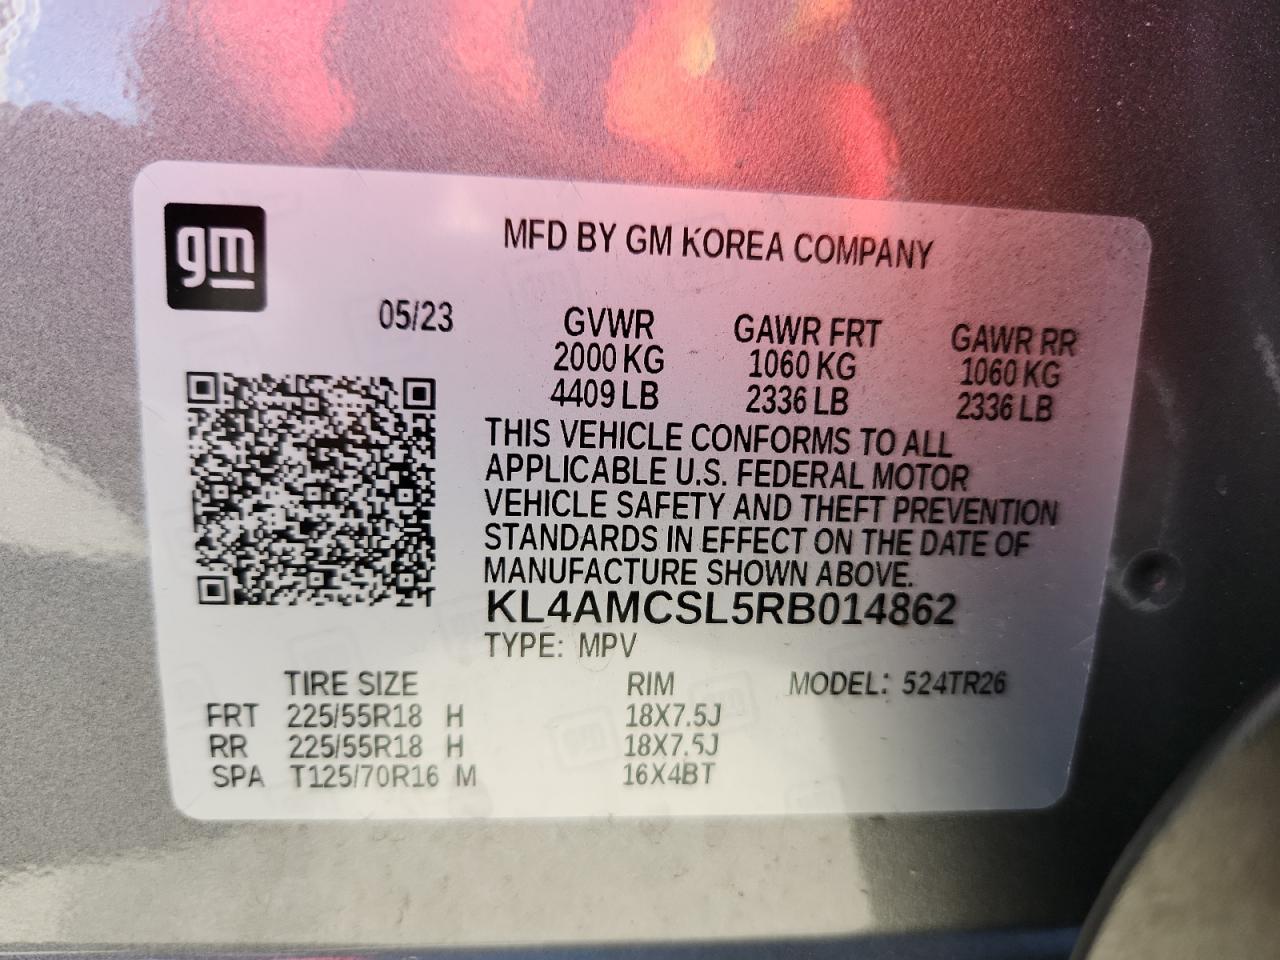 gm
MFD BY GM KOREA COMPANY
05/23
GVWR GAWR FRT GAWR RR
2000 KG 1060 KG 1060 KG
4409 LB 2336 LB 2336 LB
THIS VEHICLE CONFORMS TO ALL
APPLICABLE U.S. FEDERAL MOTOR
VEHICLE SAFETY AND THEFT PREVENTION
STANDARDS IN EFFECT ON THE DATE OF
MANUFACTURE SHOWN ABOVE.
KL4AMCSL5RB014862
TYPE: MPV
TIRE SIZE RIM MODEL: 524TR26
FRT 225/55R18 H 18X7.5J
RR 225/55R18 H 18X7.5J
SPA T125/70R16 M 16X4BT